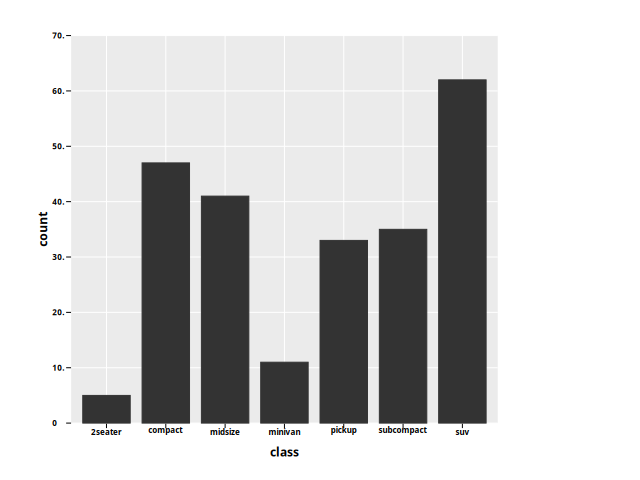 70.
60.
50.
40.
30.
20.
10.
0
count
2seater compact midsize minivan pickup subcompact suv
class